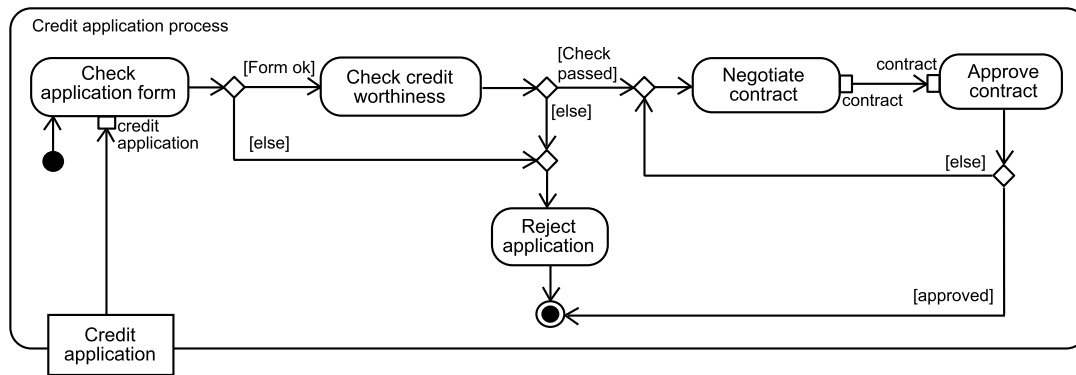 Credit application process
Check
application form
[Form ok]
Check credit
worthiness
[Check
passed]
Negotiate
contract
contract
contract
Approve
contract
credit
application
[else]
[else]
[else]
Reject
application
[approved]
Credit
application